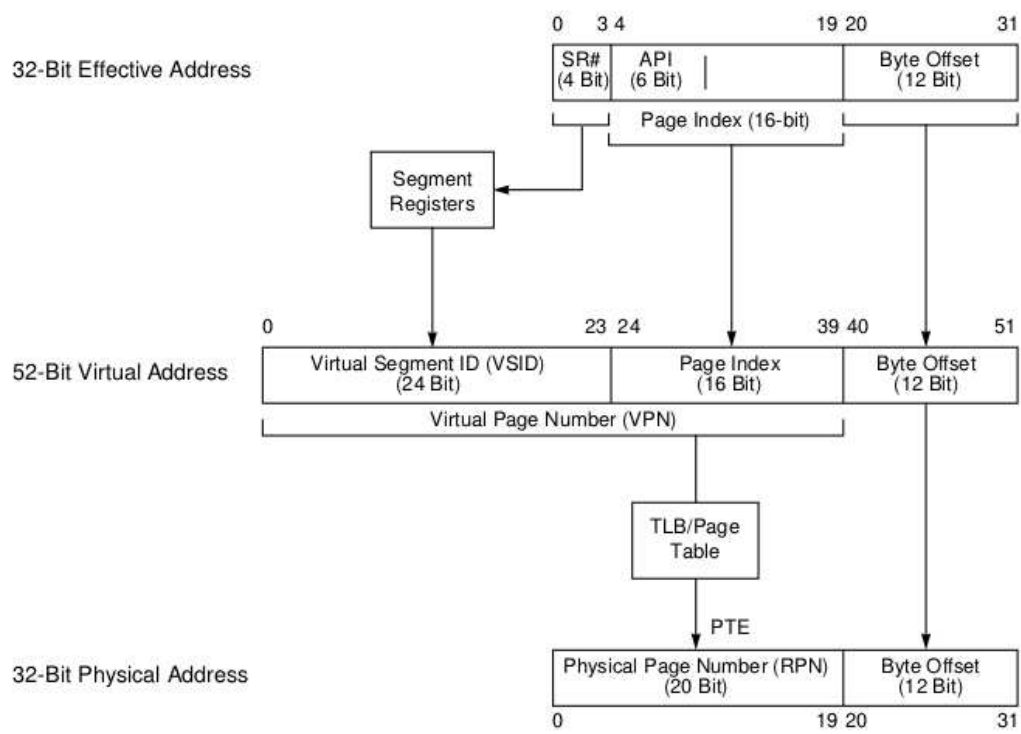 0 3 4 19 20 31
32-Bit Effective Address
SR# API Byte Offset
(4 Bit) (6 Bit) (12 Bit)
Page Index (16-bit)
Segment
Registers
0 23 24 39 40 51
52-Bit Virtual Address
Virtual Segment ID (VSID) Page Index Byte Offset
(24 Bit) (16 Bit) (12 Bit)
Virtual Page Number (VPN)
TLB/Page
Table
PTE
32-Bit Physical Address
Physical Page Number (RPN) Byte Offset
(20 Bit) (12 Bit)
0 19 20 31